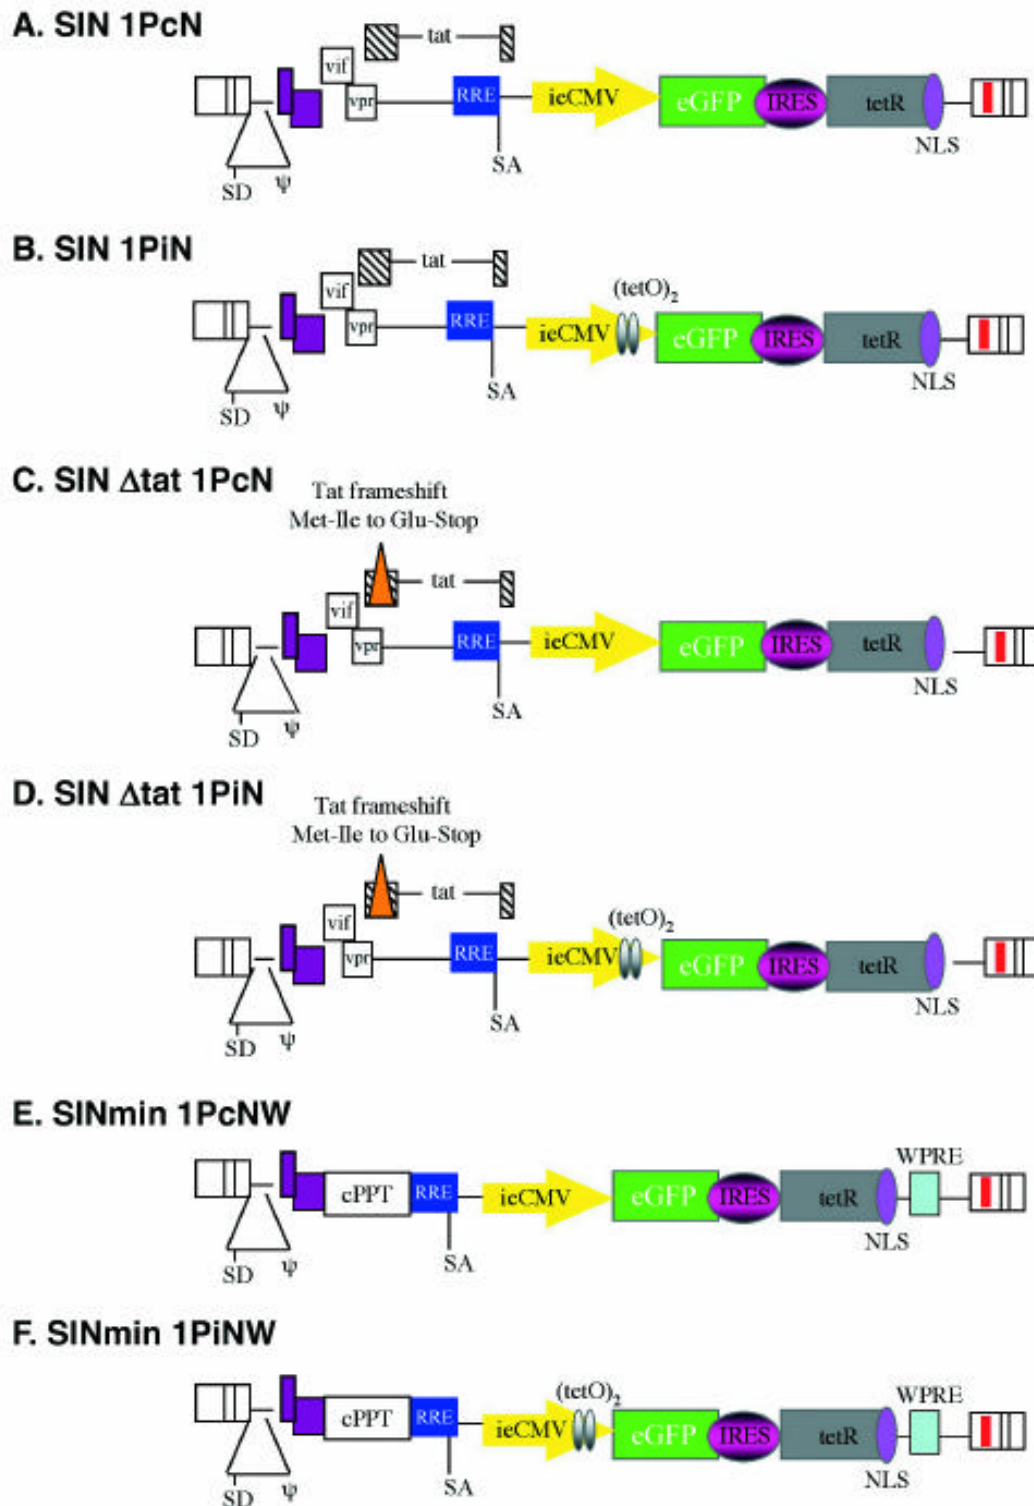 A. SIN 1PcN
tat
vif
vpr
RRE
ieCMV
eGFP
IRES
tetR
NLS
SA
SD
ψ
B. SIN 1PiN
tat
vif
(tetO)2
vpr
RRE
ieCMV
eGFP
IRES
tetR
NLS
SA
SD
ψ
C. SIN Δtat 1PcN
Tat frameshift
Met-Ile to Glu-Stop
tat
vif
vpr
RRE
ieCMV
eGFP
IRES
tetR
NLS
SA
SD
ψ
D. SIN Δtat 1PiN
Tat frameshift
Met-Ile to Glu-Stop
tat
vif
(tetO)2
vpr
RRE
ieCMV
eGFP
IRES
tetR
NLS
SA
SD
ψ
E. SINmin 1PcNW
WPRE
cPPT
RRE
ieCMV
eGFP
IRES
tetR
NLS
SA
SD
ψ
F. SINmin 1PiNW
(tetO)2
WPRE
cPPT
RRE
ieCMV
eGFP
IRES
tetR
NLS
SA
SD
ψ